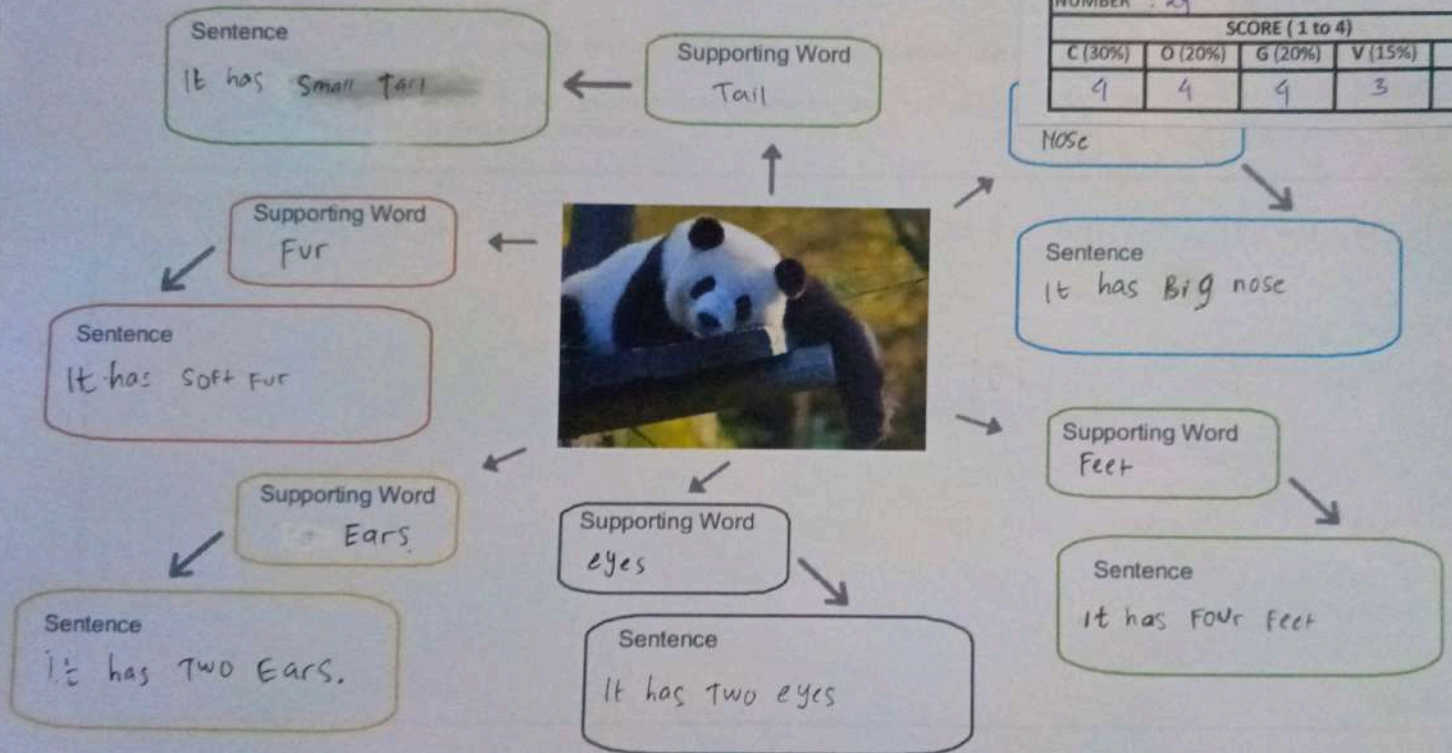 Sentence
It has Small Tail
Supporting Word
Tail
NUMBER :
SCORE ( 1 to 4)
C (30%) O (20%) G (20%) V (15%)
4 4 4 3
Nose
Sentence
It has Big nose
Supporting Word
Fur
Sentence
It has Soft Fur
Supporting Word
Feet
Sentence
It has Four Feet
Supporting Word
Ears.
Sentence
it has Two Ears.
Supporting Word
eyes
Sentence
It has Two eyes